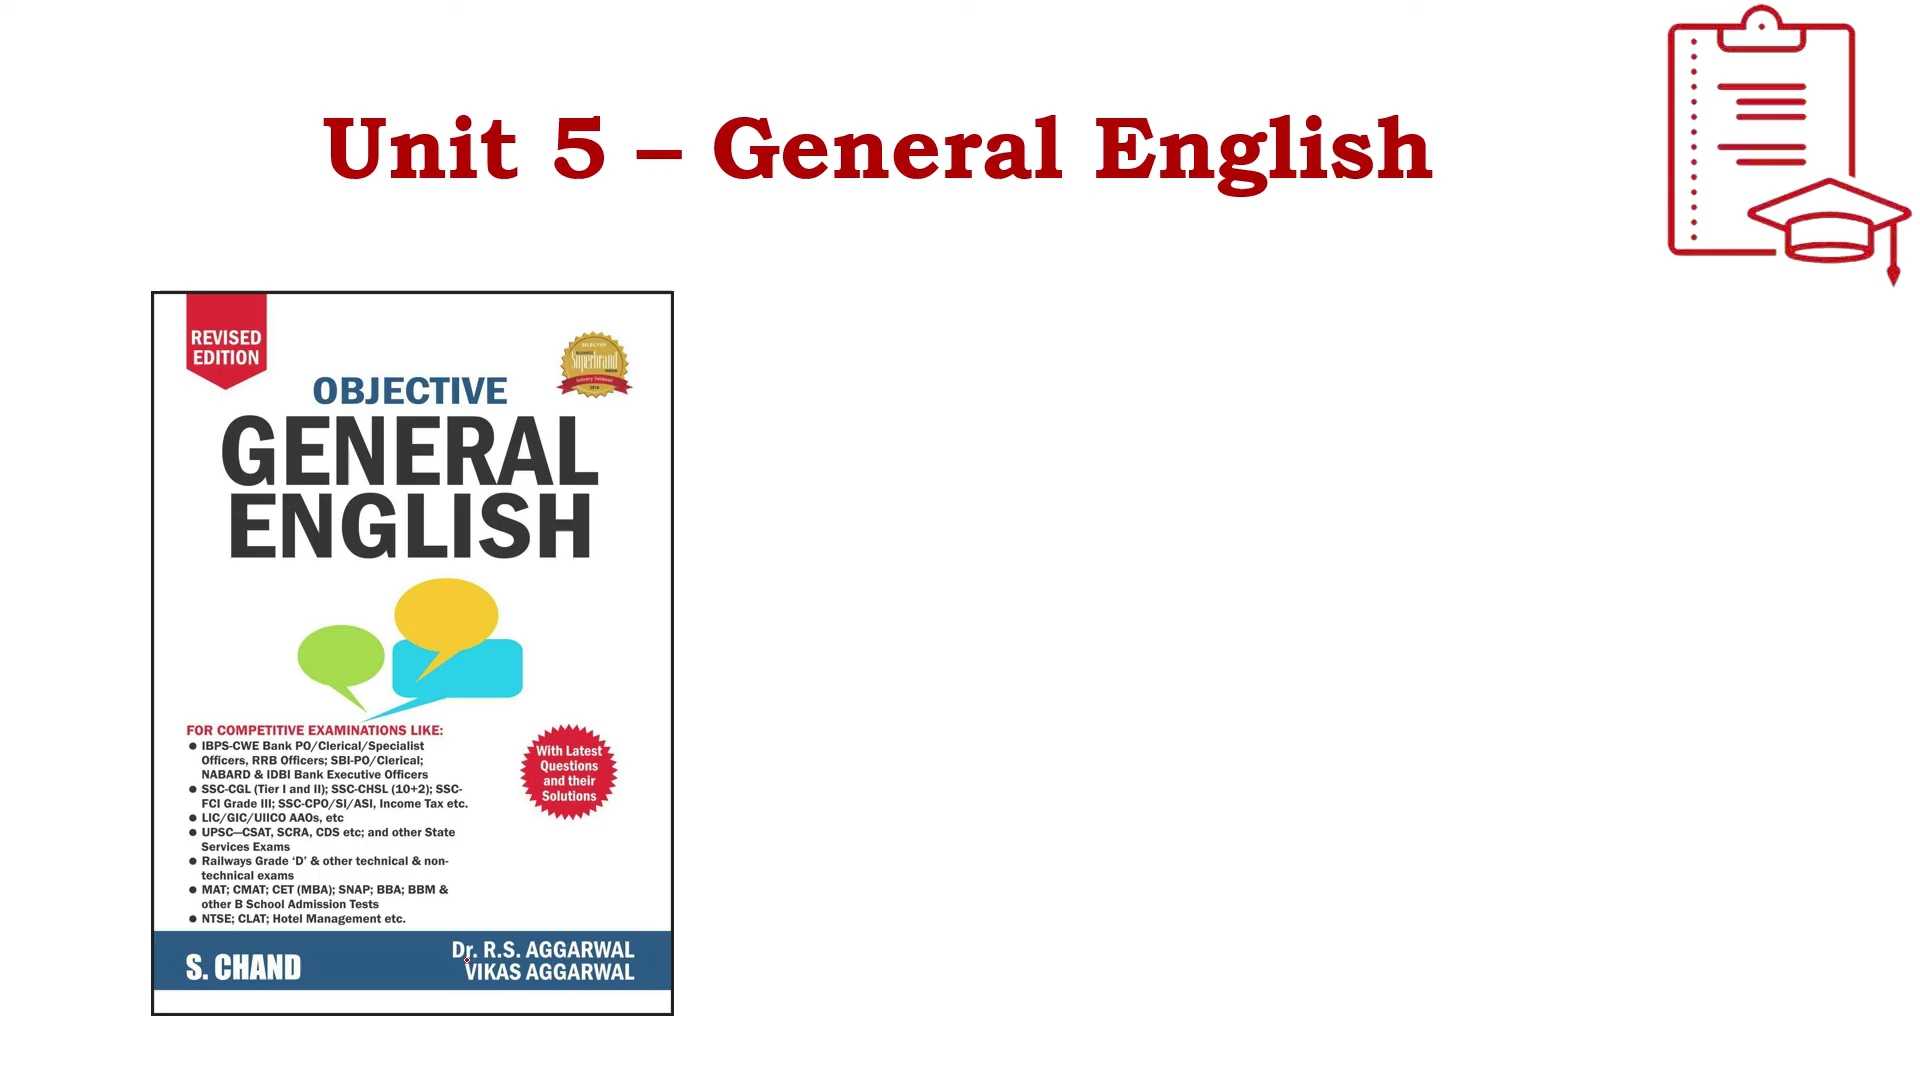 Unit 5 – General English
REVISED
EDITION
SELECTED
Superbrand
INDIA
Industry Validated
OBJECTIVE
GENERAL
ENGLISH
FOR COMPETITIVE EXAMINATIONS LIKE:
● IBPS-CWE Bank PO/Clerical/Specialist
Officers, RRB Officers; SBI-PO/Clerical;
NABARD & IDBI Bank Executive Officers
● SSC-CGL (Tier I and II); SSC-CHSL (10+2); SSC-
FCI Grade III; SSC-CPO/SI/ASI, Income Tax etc.
● LIC/GIC/UIICO AAOs, etc
● UPSC—CSAT, SCRA, CDS etc; and other State
Services Exams
● Railways Grade ‘D’ & other technical & non-
technical exams
● MAT; CMAT; CET (MBA); SNAP; BBA; BBM &
other B School Admission Tests
● NTSE; CLAT; Hotel Management etc.
With Latest
Questions
and their
Solutions
S. CHAND
Dr. R.S. AGGARWAL
VIKAS AGGARWAL